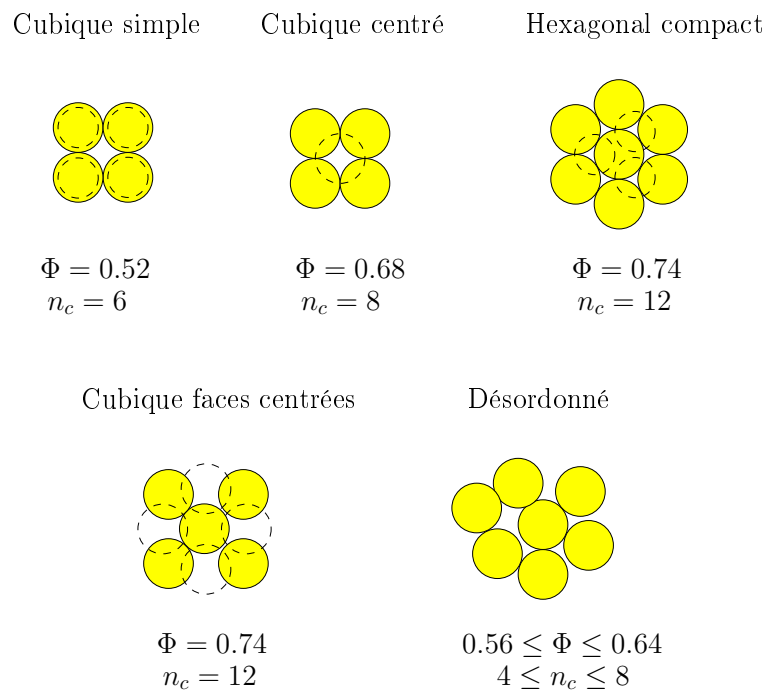 Cubique simple
Cubique centré
Hexagonal compact
Φ = 0.52
n_c = 6
Φ = 0.68
n_c = 8
Φ = 0.74
n_c = 12
Cubique faces centrées
Désordonné
Φ = 0.74
n_c = 12
0.56 ≤ Φ ≤ 0.64
4 ≤ n_c ≤ 8